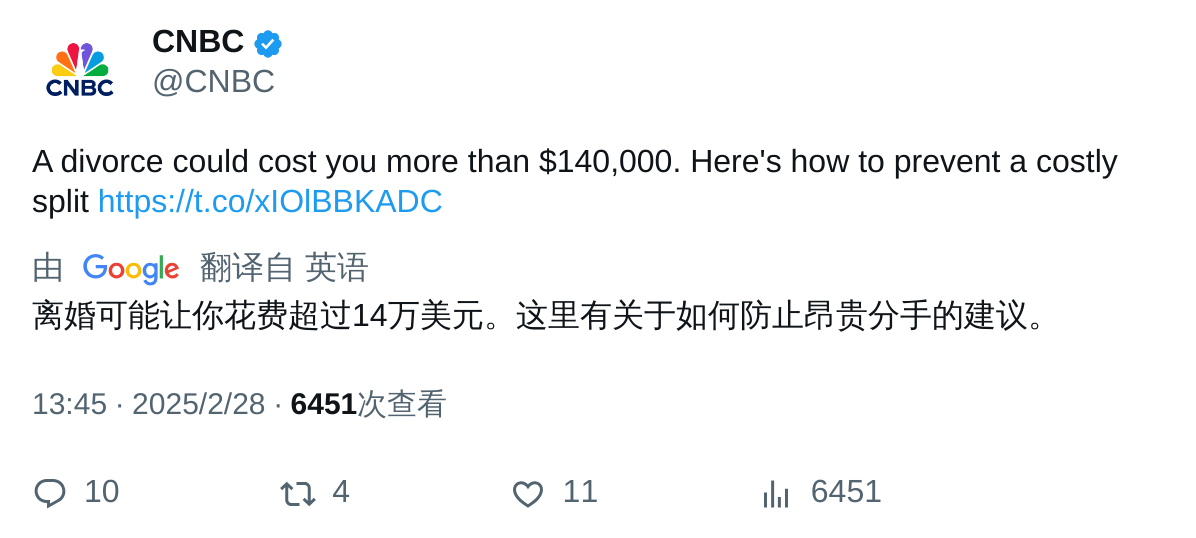 CNBC
CNBC
@CNBC
A divorce could cost you more than $140,000. Here's how to prevent a costly
split https://t.co/xIOlBBKADC
由 Google 翻译自 英语
离婚可能让你花费超过14万美元。这里有关于如何防止昂贵分手的建议。
13:45 · 2025/2/28 · 6451次查看
10 4 11 6451